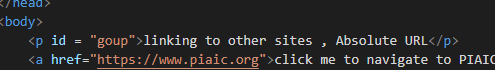 </head>
<body>
<p id = "goup">linking to other sites , Absolute URL</p>
<a href="https://www.piaic.org">click me to navigate to PIAIC